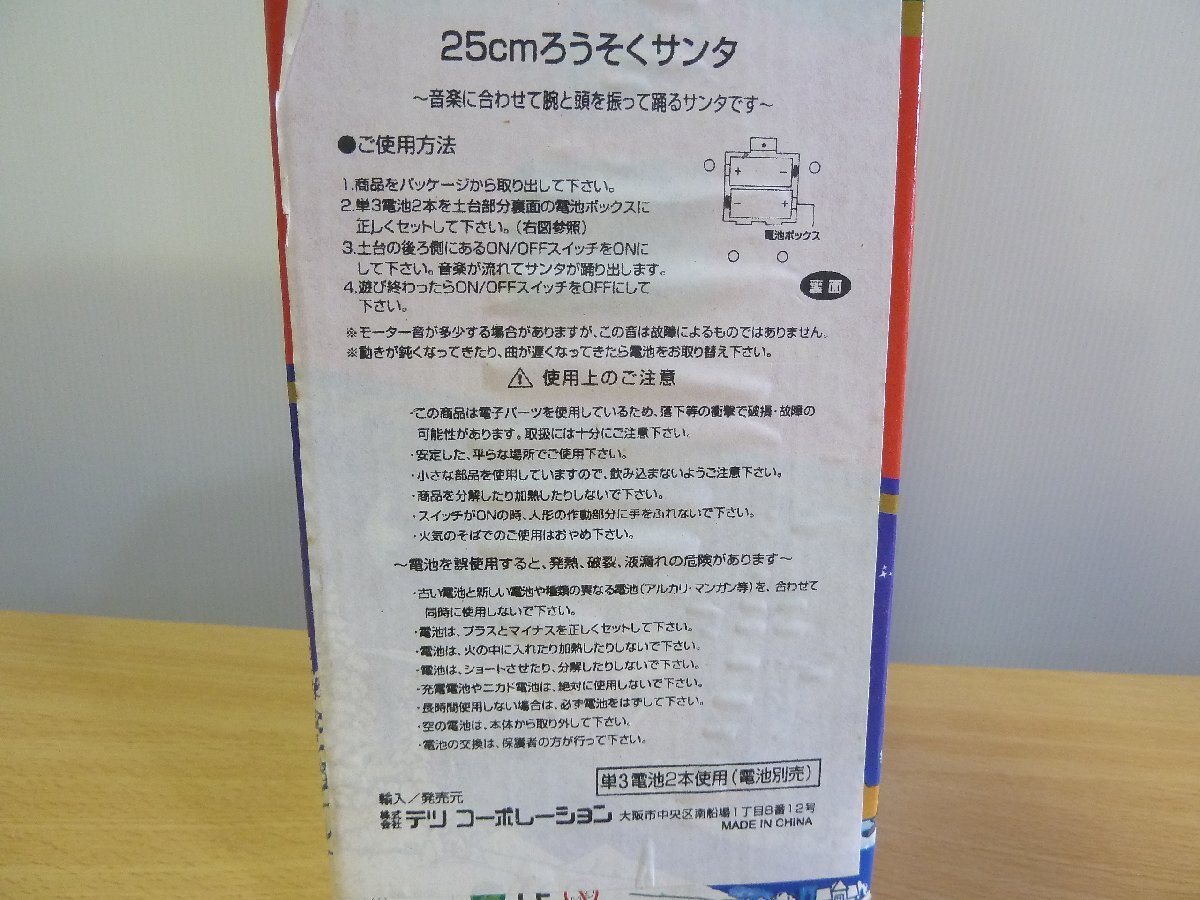 25cmろうそくサンタ
～音楽に合わせて腕と頭を振って踊るサンタです～
●ご使用方法
1.商品をパッケージから取り出して下さい。
2.単3電池2本を土台部分裏面の電池ボックスに
正しくセットして下さい。(右図参照)
3.土台の後ろ側にあるON/OFFスイッチをONに
して下さい。音楽が流れてサンタが踊り出します。
4.遊び終わったらON/OFFスイッチをOFFにして
下さい。
+ −
− +
電池ボックス
裏面
※モーター音が多少する場合がありますが、この音は故障によるものではありません。
※動きが鈍くなってきたり、曲が遅くなってきたら電池をお取り替え下さい。
⚠ 使用上のご注意
・この商品は電子パーツを使用しているため、落下等の衝撃で破損・故障の
可能性があります。取扱には十分にご注意下さい。
・安定した、平らな場所でご使用下さい。
・小さな部品を使用していますので、飲み込まないようご注意下さい。
・商品を分解したり加熱したりしないで下さい。
・スイッチがONの時、人形の作動部分に手をふれないで下さい。
・火気のそばでのご使用はおやめ下さい。
～電池を誤使用すると、発熱、破裂、液漏れの危険があります～
・古い電池と新しい電池や種類の異なる電池(アルカリ・マンガン等)を、合わせて
同時に使用しないで下さい。
・電池は、プラスとマイナスを正しくセットして下さい。
・電池は、火の中に入れたり加熱したりしないで下さい。
・電池は、ショートさせたり、分解したりしないで下さい。
・充電電池やニカド電池は、絶対に使用しないで下さい。
・長時間使用しない場合は、必ず電池をはずして下さい。
・空の電池は、本体から取り外して下さい。
・電池の交換は、保護者の方が行って下さい。
単3電池2本使用(電池別売)
輸入/発売元
株式会社 テツ コーポレーション 大阪市中央区南船場1丁目8番12号
MADE IN CHINA